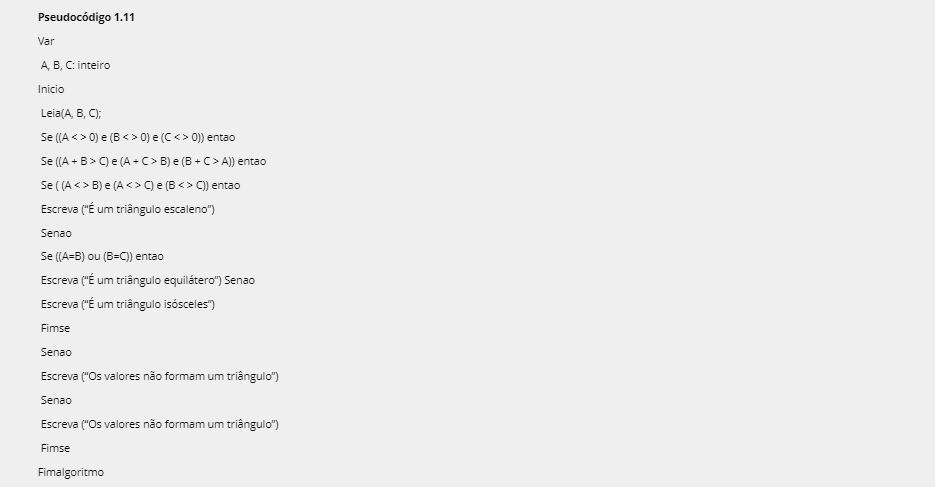 Pseudocódigo 1.11
Var
A, B, C: inteiro
Inicio
Leia(A, B, C);
Se ((A < > 0) e (B < > 0) e (C < > 0)) entao
Se ((A + B > C) e (A + C > B) e (B + C > A)) entao
Se ( (A < > B) e (A < > C) e (B < > C)) entao
Escreva (“É um triângulo escaleno”)
Senao
Se ((A=B) ou (B=C)) entao
Escreva (“É um triângulo equilátero”) Senao
Escreva (“É um triângulo isósceles”)
Fimse
Senao
Escreva (“Os valores não formam um triângulo”)
Senao
Escreva (“Os valores não formam um triângulo”)
Fimse
Fimalgoritmo